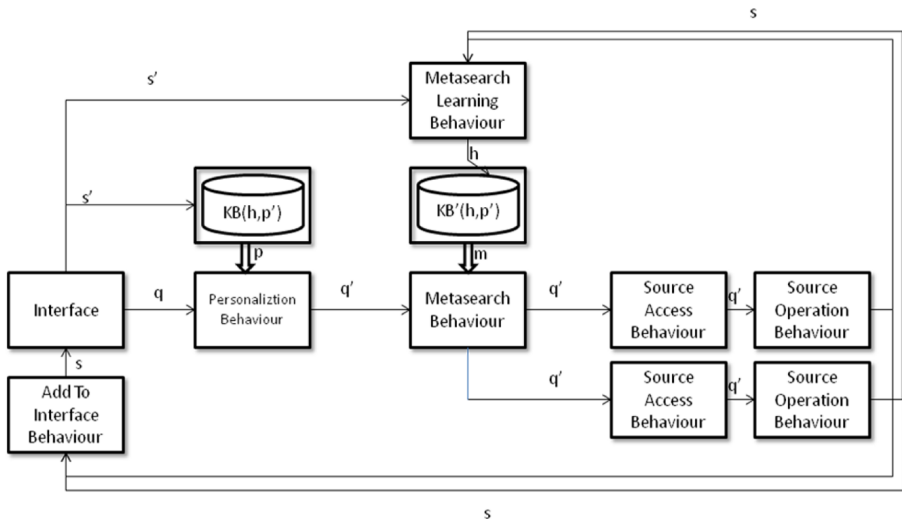 s
s’
Metasearch
Learning
Behaviour
h
s’
KB(h,p’)
KB’(h,p’)
p
m
Interface
q
Personaliztion
Behaviour
q’
Metasearch
Behaviour
q’
Source
Access
Behaviour
q’
Source
Operation
Behaviour
s
Add To
Interface
Behaviour
q’
Source
Access
Behaviour
q’
Source
Operation
Behaviour
s